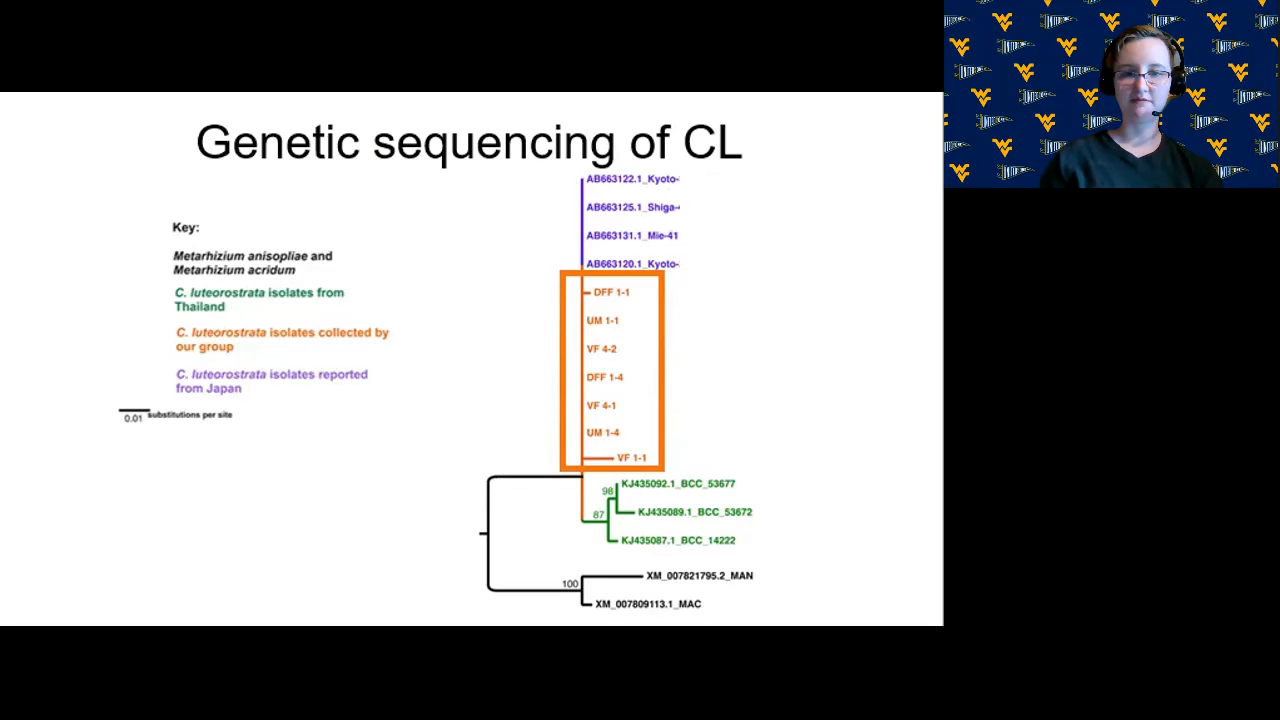 Genetic sequencing of CL
Key:
Metarhizium anisopliae and
Metarhizium acridum
C. luteorostrata isolates from
Thailand
C. luteorostrata isolates collected by
our group
C. luteorostrata isolates reported
from Japan
0.01
substitutions per site
AB663122.1_Kyoto-
AB663125.1_Shiga-
AB663131.1_Mie-41
AB663120.1_Kyoto-
DFF 1-1
UM 1-1
VF 4-2
DFF 1-4
VF 4-1
UM 1-4
VF 1-1
KJ435092.1_BCC_53677
98
KJ435089.1_BCC_53672
87
KJ435087.1_BCC_14222
XM_007821795.2_MAN
100
XM_007809113.1_MAC